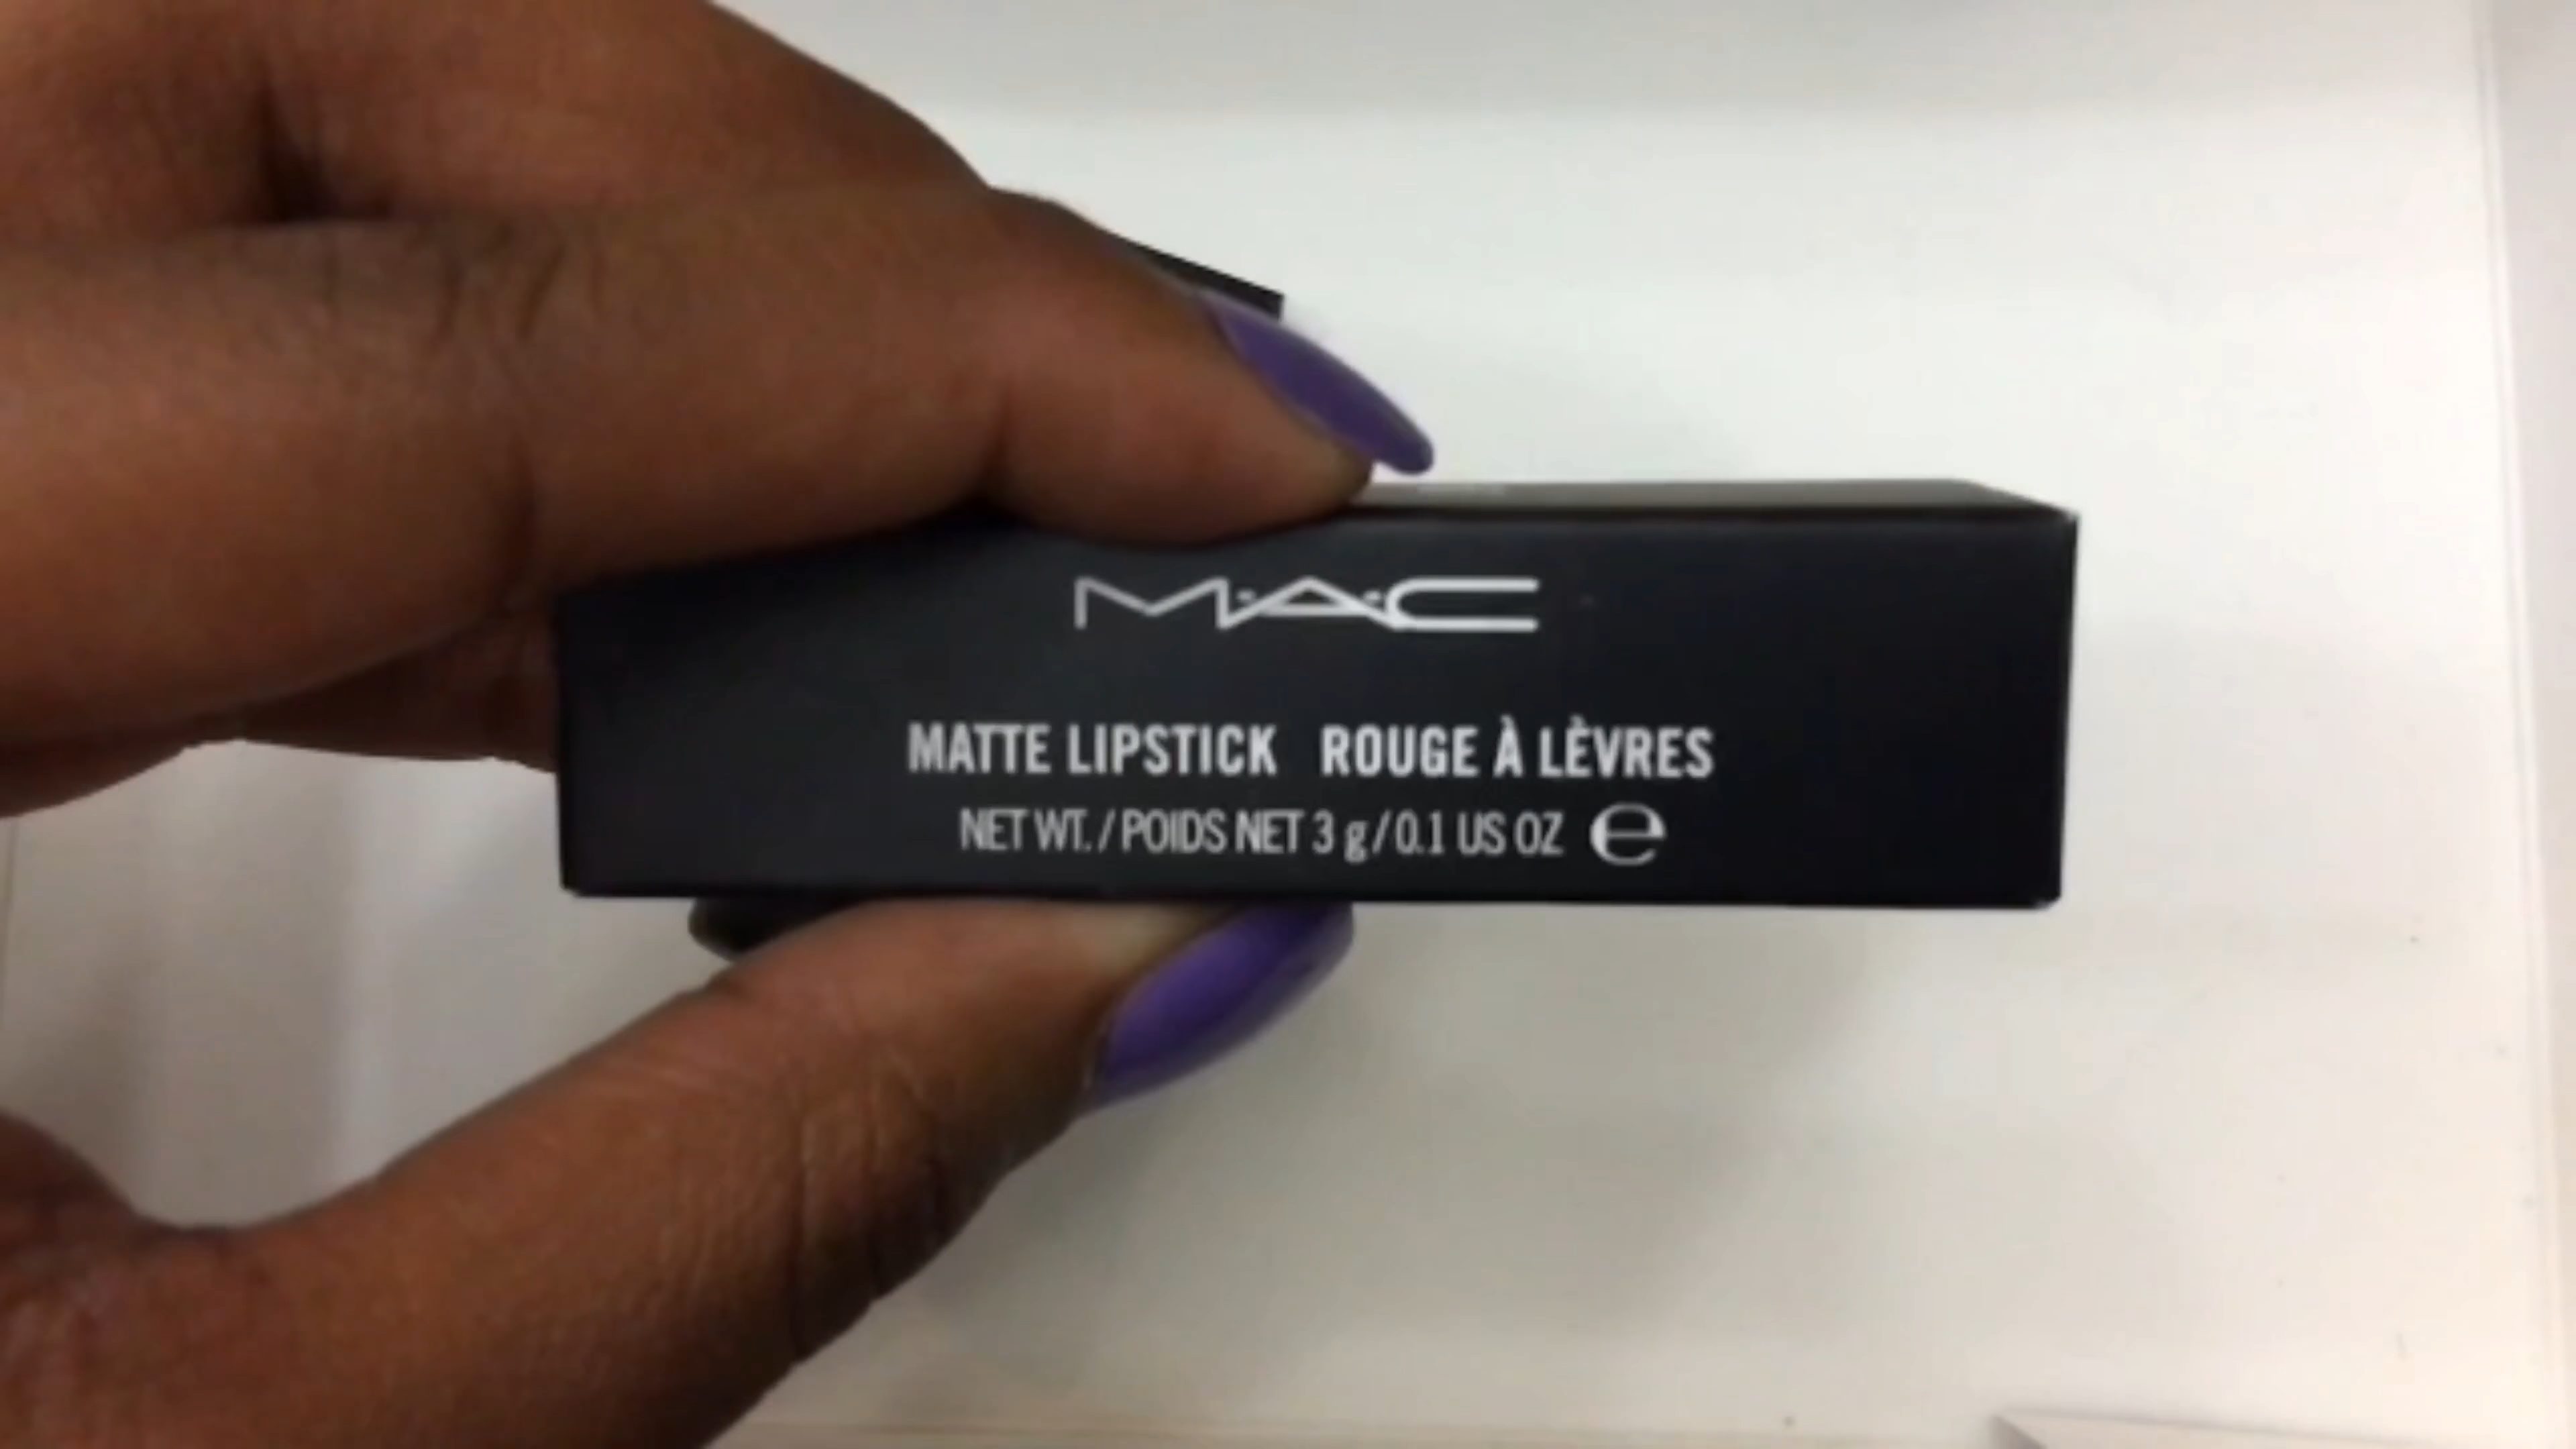 M·A·C
MATTE LIPSTICK ROUGE À LÈVRES
NET WT. / POIDS NET 3 g / 0.1 US OZ ℮